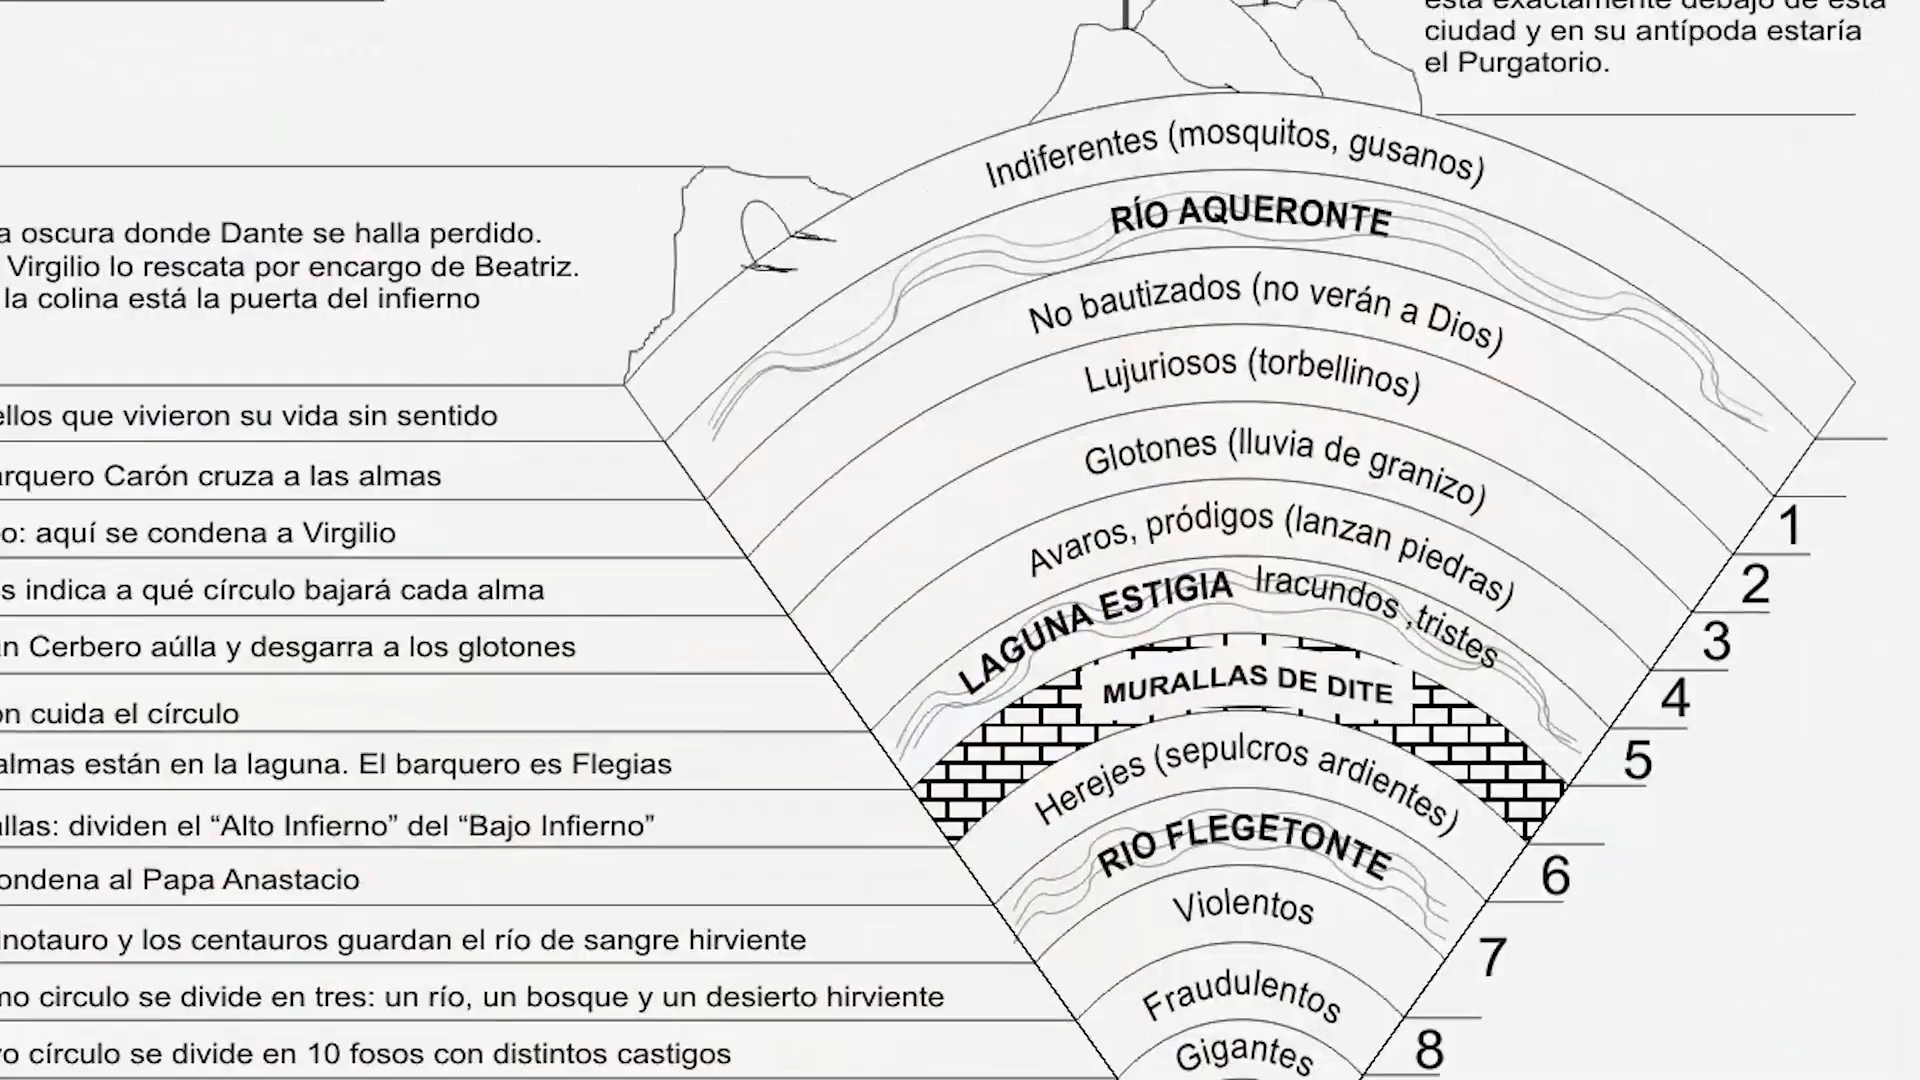 está exactamente debajo de esta
ciudad y en su antípoda estaría
el Purgatorio.
a oscura donde Dante se halla perdido.
Virgilio lo rescata por encargo de Beatriz.
la colina está la puerta del infierno
ellos que vivieron su vida sin sentido
arquero Carón cruza a las almas
o: aquí se condena a Virgilio
s indica a qué círculo bajará cada alma
an Cerbero aúlla y desgarra a los glotones
ón cuida el círculo
almas están en la laguna. El barquero es Flegias
allas: dividen el “Alto Infierno” del “Bajo Infierno”
ondena al Papa Anastacio
inotauro y los centauros guardan el río de sangre hirviente
mo circulo se divide en tres: un río, un bosque y un desierto hirviente
vo círculo se divide en 10 fosos con distintos castigos
Indiferentes (mosquitos, gusanos)
RÍO AQUERONTE
No bautizados (no verán a Dios)
Lujuriosos (torbellinos)
Glotones (lluvia de granizo)
Avaros, pródigos (lanzan piedras)
LAGUNA ESTIGIA Iracundos ,tristes
MURALLAS DE DITE
Herejes (sepulcros ardientes)
RIO FLEGETONTE
Violentos
Fraudulentos
Gigantes
1
2
3
4
5
6
7
8